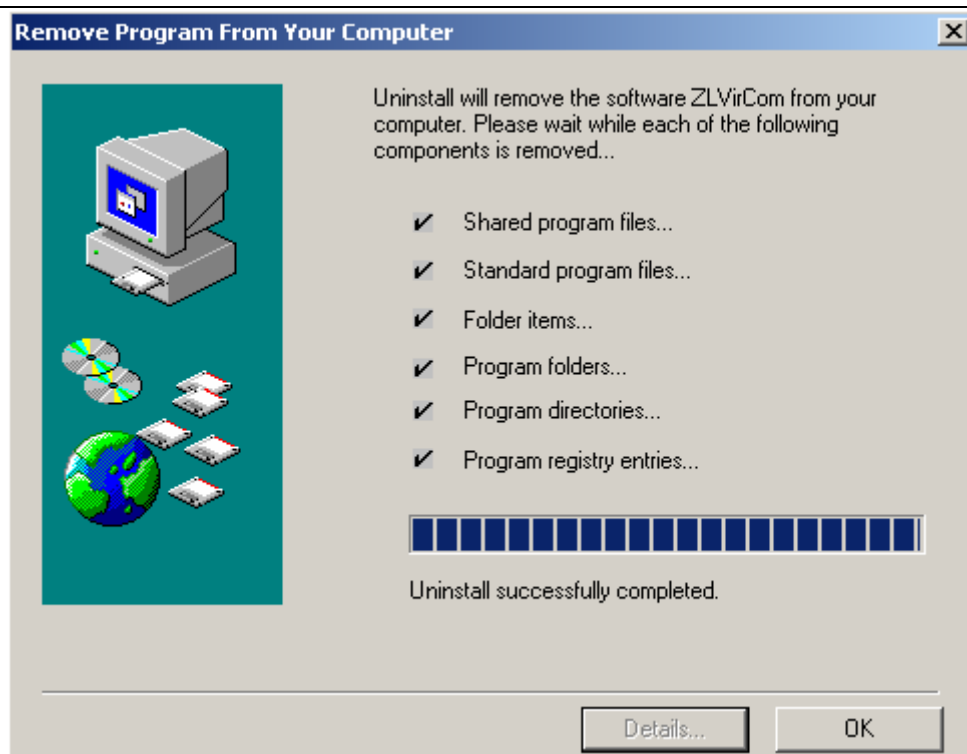 Remove Program From Your Computer
Uninstall will remove the software ZLVirCom from your
computer. Please wait while each of the following
components is removed...
Shared program files...
Standard program files...
Folder items...
Program folders...
Program directories...
Program registry entries...
Uninstall successfully completed.
Details...
OK